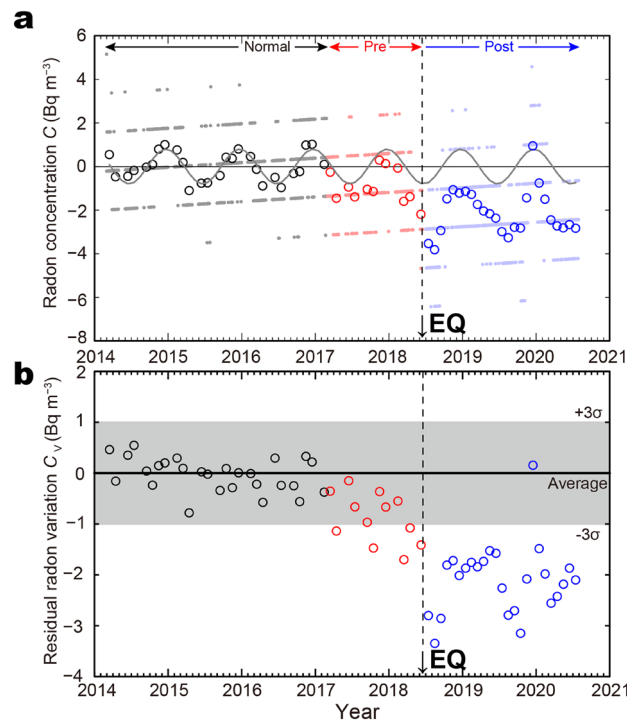 a
Normal
Pre
Post
Radon concentration C (Bq m⁻³)
6
4
2
0
−2
−4
−6
−8
EQ
2014 2015 2016 2017 2018 2019 2020 2021
b
Residual radon variation Cᵥ (Bq m⁻³)
2
1
0
−1
−2
−3
−4
+3σ
Average
-3σ
EQ
2014 2015 2016 2017 2018 2019 2020 2021
Year